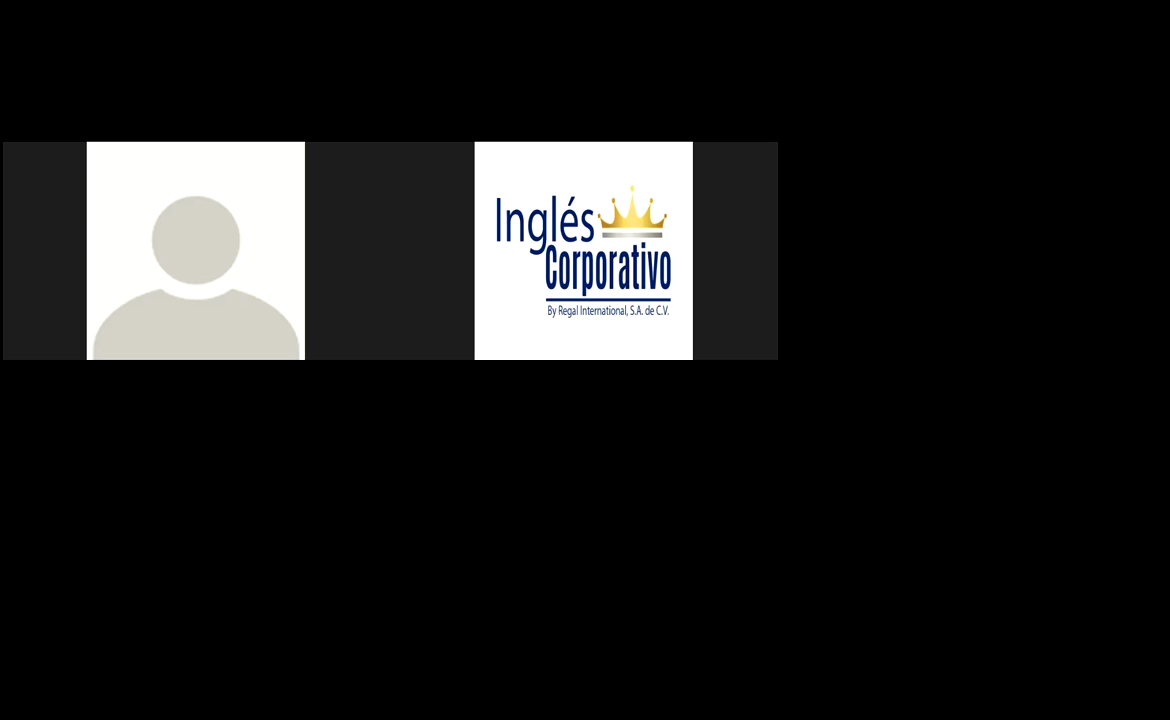 Inglés
Corporativo
By Regal International, S.A. de C.V.